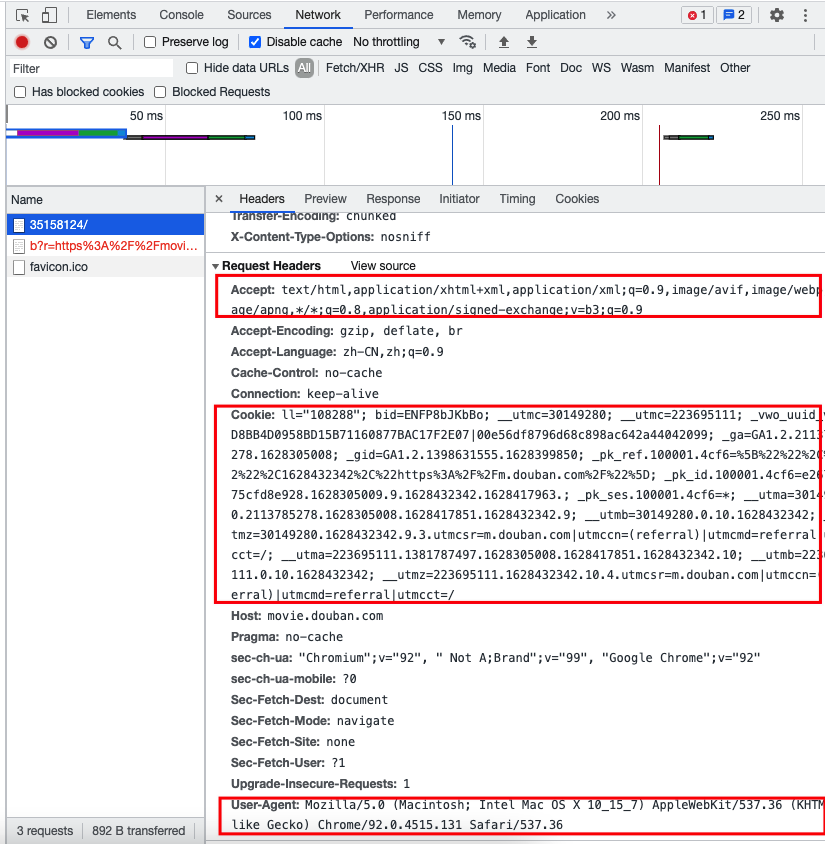 Elements Console Sources Network Performance Memory Application » 1 2
Preserve log Disable cache No throttling
Filter Hide data URLs All Fetch/XHR JS CSS Img Media Font Doc WS Wasm Manifest Other
Has blocked cookies Blocked Requests
50 ms 100 ms 150 ms 200 ms 250 ms
Name × Headers Preview Response Initiator Timing Cookies
35158124/
b?r=https%3A%2F%2Fmovi...
favicon.ico
Transfer-Encoding: chunked
X-Content-Type-Options: nosniff
Request Headers View source
Accept: text/html,application/xhtml+xml,application/xml;q=0.9,image/avif,image/webp
age/apng,*/*;q=0.8,application/signed-exchange;v=b3;q=0.9
Accept-Encoding: gzip, deflate, br
Accept-Language: zh-CN,zh;q=0.9
Cache-Control: no-cache
Connection: keep-alive
Cookie: ll="108288"; bid=ENFP8bJKbBo; __utmc=30149280; __utmc=223695111; _vwo_uuid_
D8BB4D0958BD15B71160877BAC17F2E07|00e56df8796d68c898ac642a44042099; _ga=GA1.2.2113
278.1628305008; _gid=GA1.2.1398631555.1628399850; _pk_ref.100001.4cf6=%5B%22%22%2C
2%22%2C1628432342%2C%22https%3A%2F%2Fm.douban.com%2F%22%5D; _pk_id.100001.4cf6=e26
75cfd8e928.1628305009.9.1628432342.1628417963.; _pk_ses.100001.4cf6=*; __utma=3014
0.2113785278.1628305008.1628417851.1628432342.9; __utmb=30149280.0.10.1628432342; _
tmz=30149280.1628432342.9.3.utmcsr=m.douban.com|utmccn=(referral)|utmcmd=referral
cct=/; __utma=223695111.1381787497.1628305008.1628417851.1628432342.10; __utmb=223
111.0.10.1628432342; __utmz=223695111.1628432342.10.4.utmcsr=m.douban.com|utmccn=(
erral)|utmcmd=referral|utmcct=/
Host: movie.douban.com
Pragma: no-cache
sec-ch-ua: "Chromium";v="92", " Not A;Brand";v="99", "Google Chrome";v="92"
sec-ch-ua-mobile: ?0
Sec-Fetch-Dest: document
Sec-Fetch-Mode: navigate
Sec-Fetch-Site: none
Sec-Fetch-User: ?1
Upgrade-Insecure-Requests: 1
User-Agent: Mozilla/5.0 (Macintosh; Intel Mac OS X 10_15_7) AppleWebKit/537.36 (KHTM
like Gecko) Chrome/92.0.4515.131 Safari/537.36
3 requests 892 B transferred